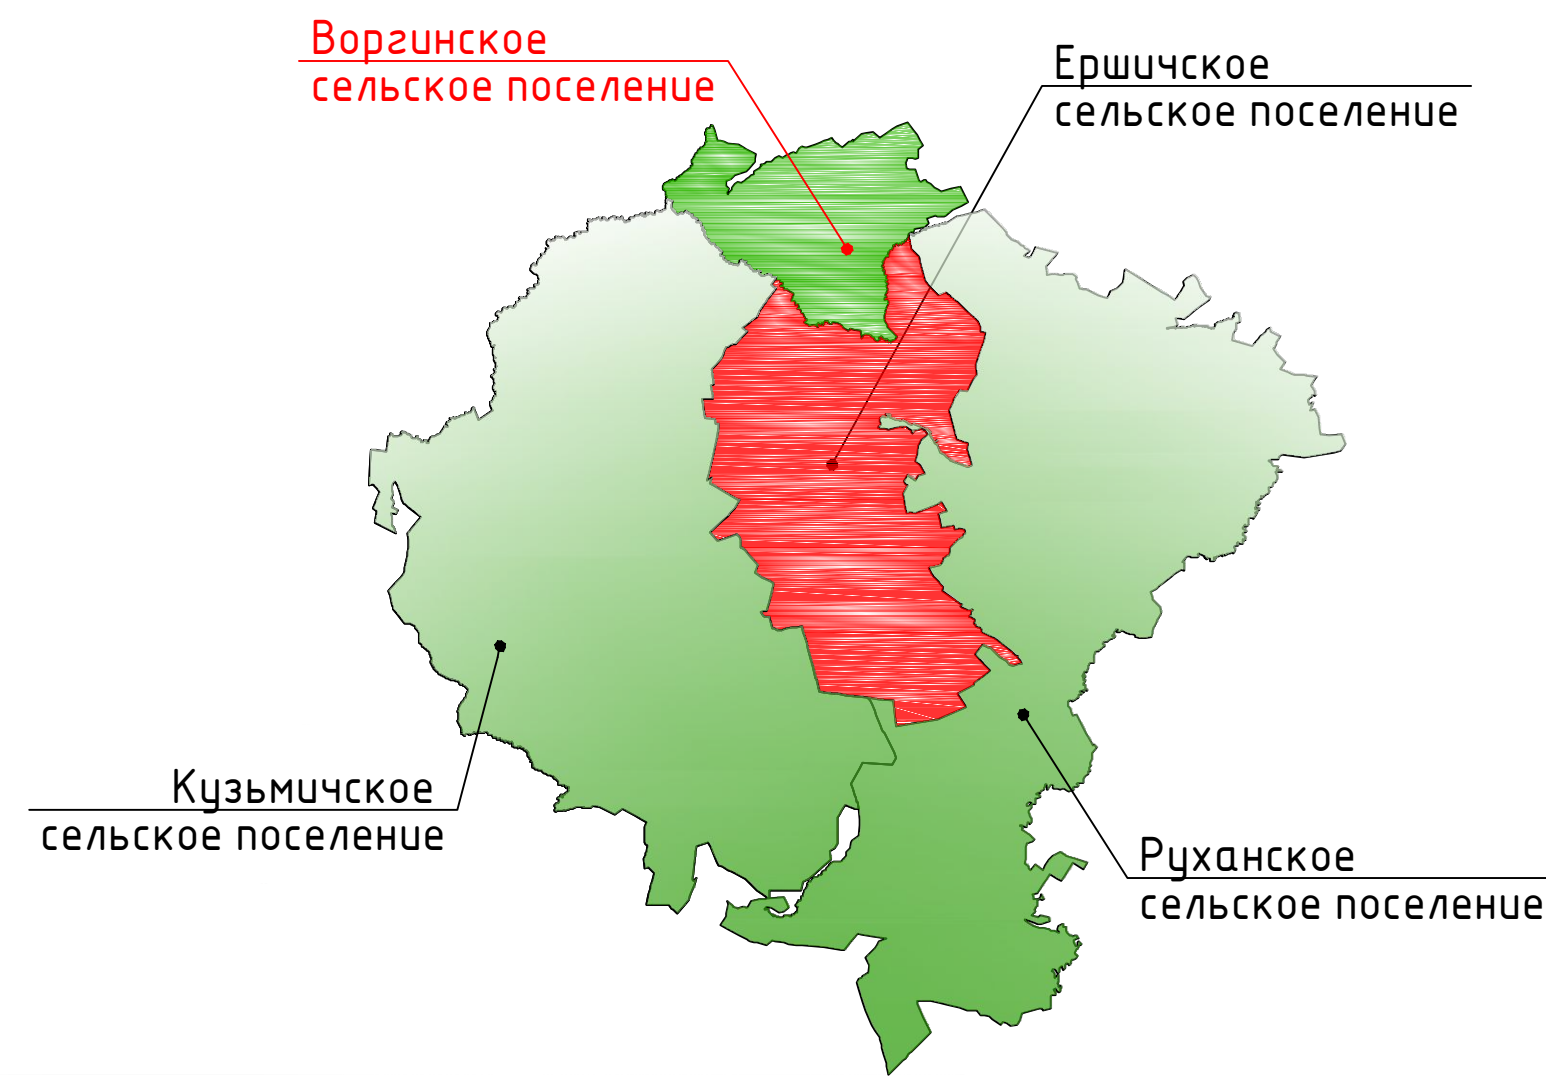 Воргинское
сельское поселение
Ершичское
сельское поселение
Кузьмичское
сельское поселение
Руханское
сельское поселение